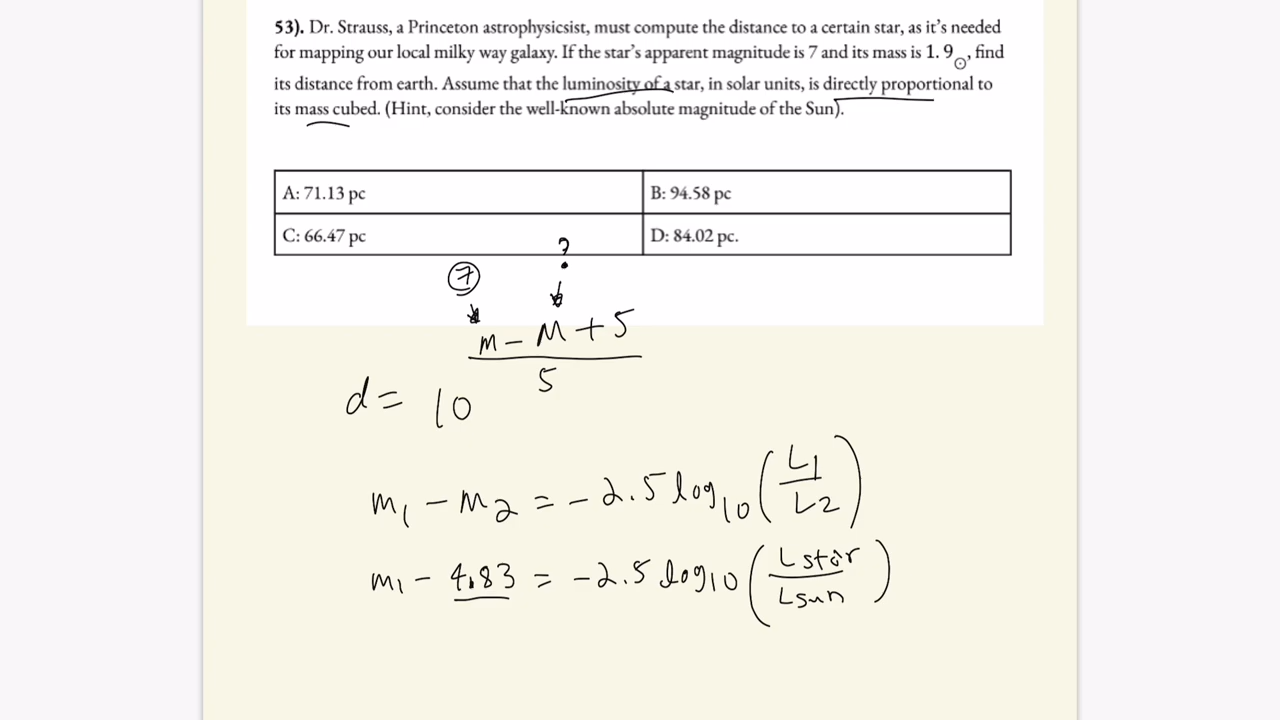 53). Dr. Strauss, a Princeton astrophysicsist, must compute the distance to a certain star, as it’s needed
for mapping our local milky way galaxy. If the star’s apparent magnitude is 7 and its mass is 1.9☉, find
its distance from earth. Assume that the luminosity of a star, in solar units, is directly proportional to
its mass cubed. (Hint, consider the well-known absolute magnitude of the Sun).
A: 71.13 pc B: 94.58 pc
C: 66.47 pc D: 84.02 pc.
7 ?
m - M + 5
5
d = 10
m1 - m2 = -2.5 log10 (L1/L2)
m1 - 4.83 = -2.5 log10 (Lstar/Lsun)